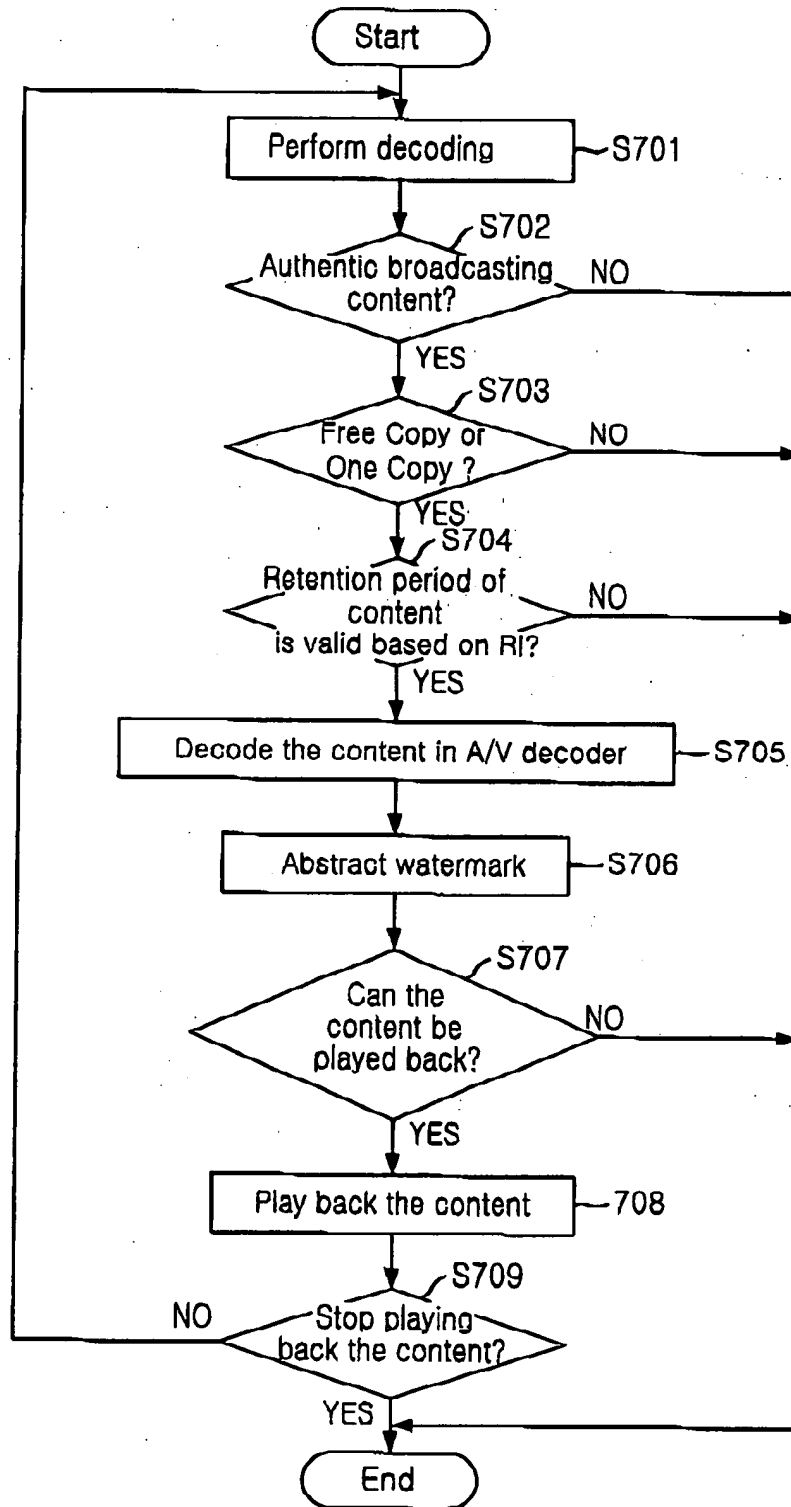 Start
Perform decoding
S701
S702
Authentic broadcasting
content?
NO
YES
S703
Free Copy or
One Copy ?
NO
YES
S704
Retention period of
content
is valid based on RI?
NO
YES
Decode the content in A/V decoder
S705
Abstract watermark
S706
S707
Can the
content be
played back?
NO
YES
Play back the content
708
S709
NO
Stop playing
back the content?
YES
End